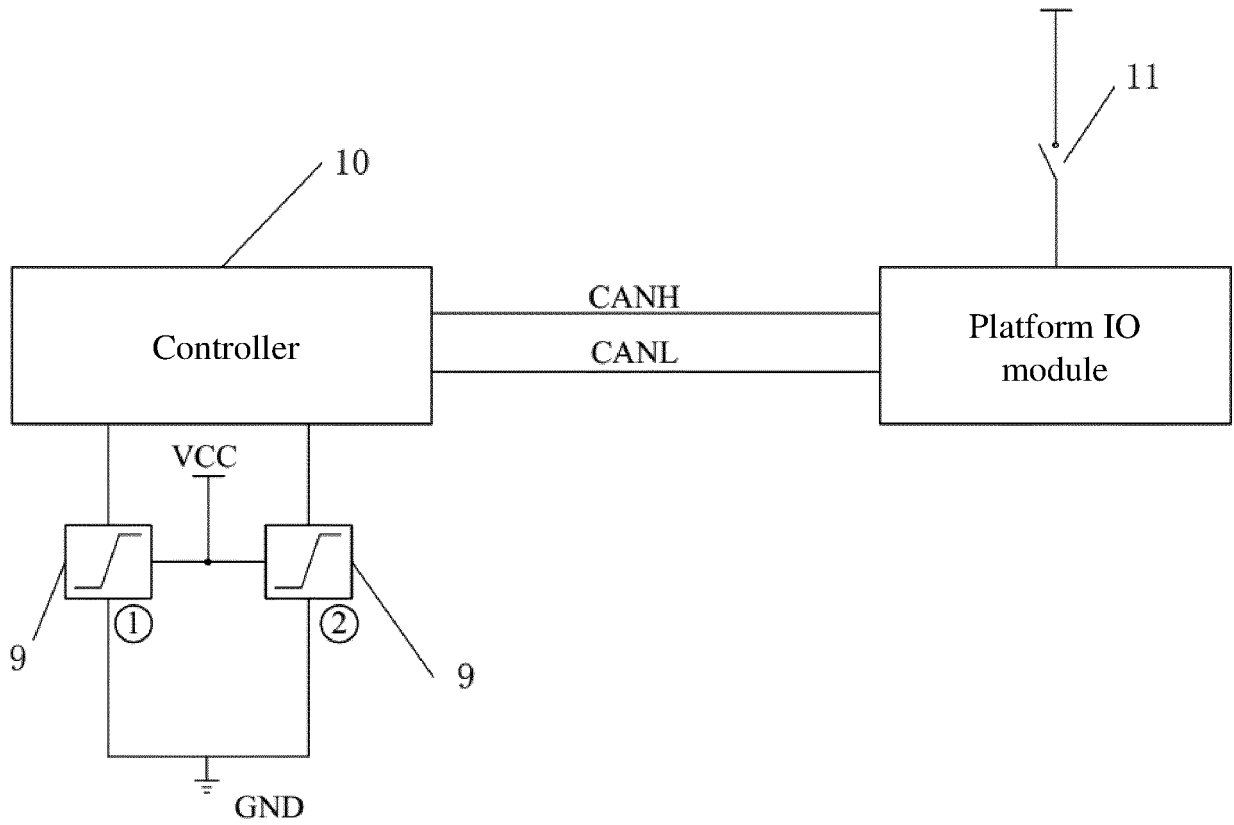 11
10
CANH
Platform IO
module
Controller
CANL
VCC
①
②
9
9
GND